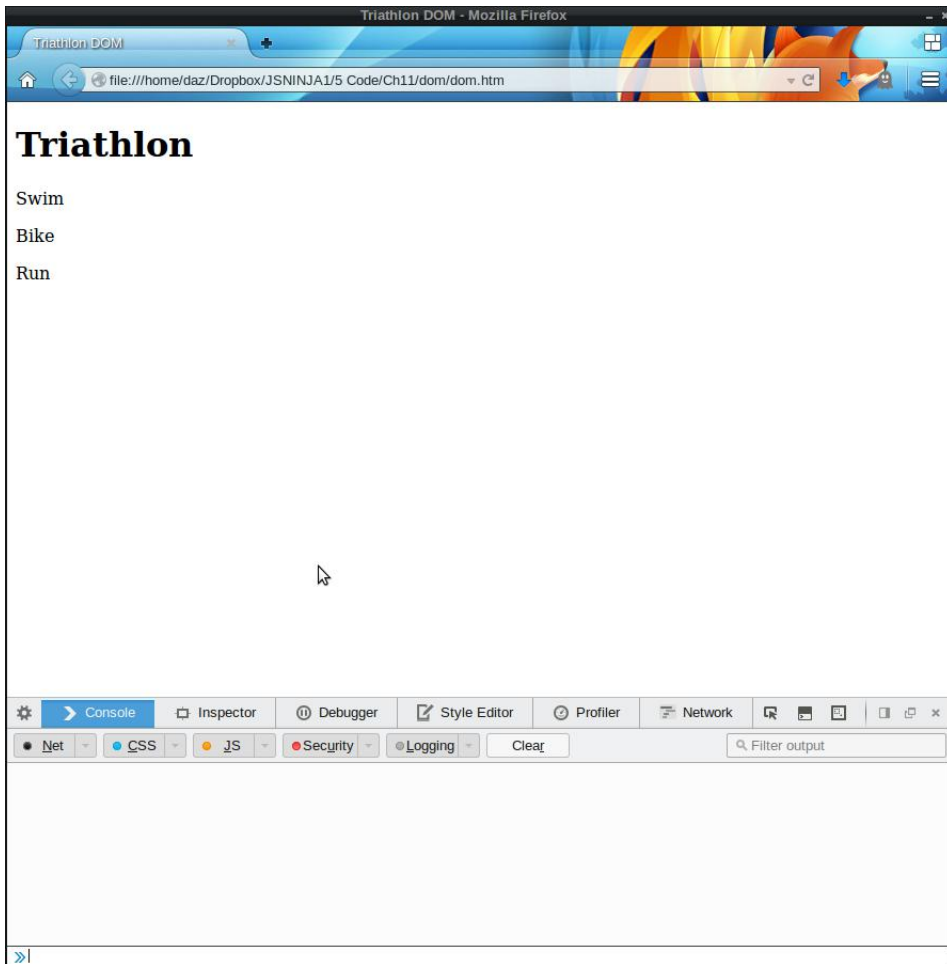 Triathlon DOM - Mozilla Firefox
Triathlon DOM
file:///home/daz/Dropbox/JSNINJA1/5 Code/Ch11/dom/dom.htm
Triathlon
Swim
Bike
Run
Console Inspector Debugger Style Editor Profiler Network
Net CSS JS Security Logging Clear Filter output